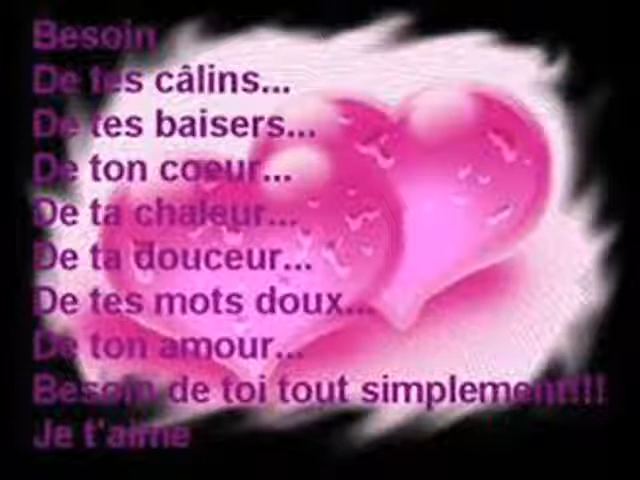 Besoin
De tes câlins...
De tes baisers...
De ton coeur...
De ta chaleur...
De ta douceur...
De tes mots doux...
De ton amour...
Besoin de toi tout simplement!!!
Je t'aime